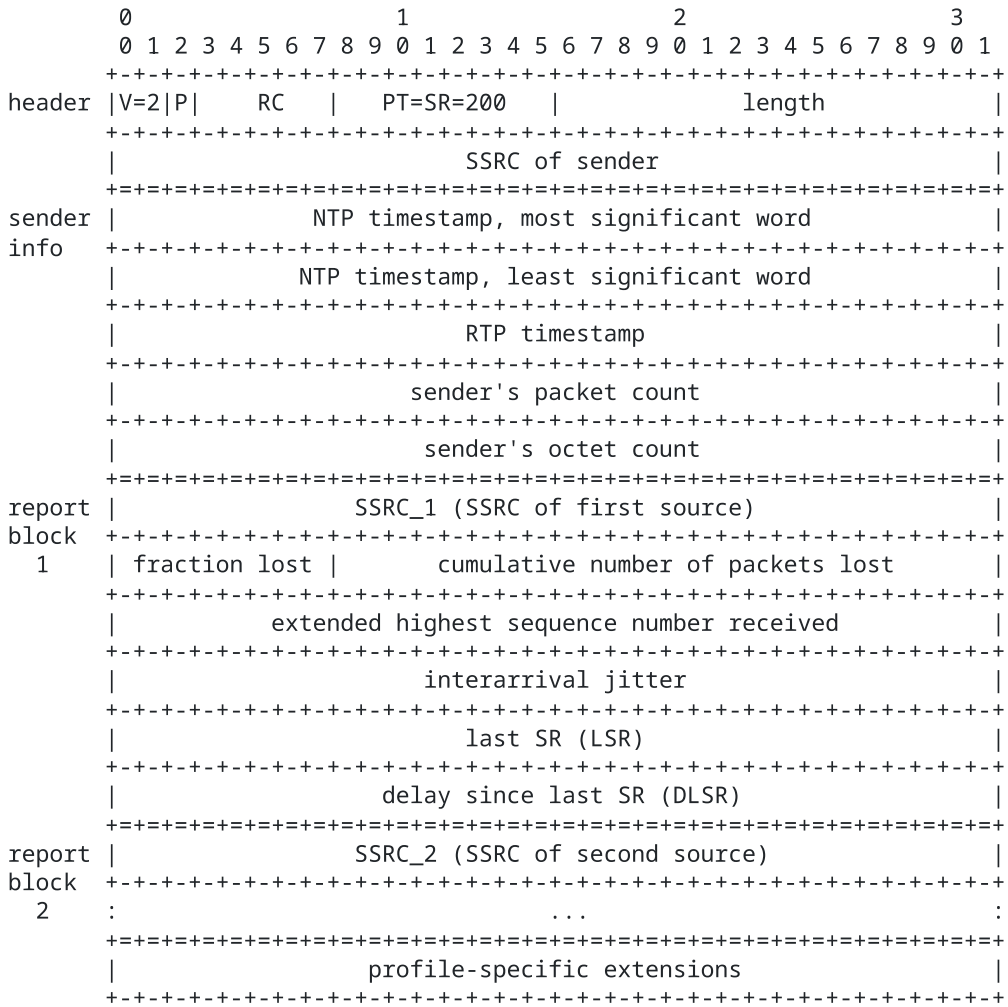 0                   1                   2                   3
        0 1 2 3 4 5 6 7 8 9 0 1 2 3 4 5 6 7 8 9 0 1 2 3 4 5 6 7 8 9 0 1
       +-+-+-+-+-+-+-+-+-+-+-+-+-+-+-+-+-+-+-+-+-+-+-+-+-+-+-+-+-+-+-+-+
header |V=2|P|    RC   |   PT=SR=200   |             length            |
       +-+-+-+-+-+-+-+-+-+-+-+-+-+-+-+-+-+-+-+-+-+-+-+-+-+-+-+-+-+-+-+-+
       |                         SSRC of sender                        |
       +=+=+=+=+=+=+=+=+=+=+=+=+=+=+=+=+=+=+=+=+=+=+=+=+=+=+=+=+=+=+=+=+
sender |              NTP timestamp, most significant word             |
info   +-+-+-+-+-+-+-+-+-+-+-+-+-+-+-+-+-+-+-+-+-+-+-+-+-+-+-+-+-+-+-+-+
       |             NTP timestamp, least significant word             |
       +-+-+-+-+-+-+-+-+-+-+-+-+-+-+-+-+-+-+-+-+-+-+-+-+-+-+-+-+-+-+-+-+
       |                         RTP timestamp                         |
       +-+-+-+-+-+-+-+-+-+-+-+-+-+-+-+-+-+-+-+-+-+-+-+-+-+-+-+-+-+-+-+-+
       |                     sender's packet count                     |
       +-+-+-+-+-+-+-+-+-+-+-+-+-+-+-+-+-+-+-+-+-+-+-+-+-+-+-+-+-+-+-+-+
       |                      sender's octet count                     |
       +=+=+=+=+=+=+=+=+=+=+=+=+=+=+=+=+=+=+=+=+=+=+=+=+=+=+=+=+=+=+=+=+
report |                 SSRC_1 (SSRC of first source)                 |
block  +-+-+-+-+-+-+-+-+-+-+-+-+-+-+-+-+-+-+-+-+-+-+-+-+-+-+-+-+-+-+-+-+
  1    | fraction lost |       cumulative number of packets lost       |
       +-+-+-+-+-+-+-+-+-+-+-+-+-+-+-+-+-+-+-+-+-+-+-+-+-+-+-+-+-+-+-+-+
       |           extended highest sequence number received           |
       +-+-+-+-+-+-+-+-+-+-+-+-+-+-+-+-+-+-+-+-+-+-+-+-+-+-+-+-+-+-+-+-+
       |                      interarrival jitter                      |
       +-+-+-+-+-+-+-+-+-+-+-+-+-+-+-+-+-+-+-+-+-+-+-+-+-+-+-+-+-+-+-+-+
       |                         last SR (LSR)                         |
       +-+-+-+-+-+-+-+-+-+-+-+-+-+-+-+-+-+-+-+-+-+-+-+-+-+-+-+-+-+-+-+-+
       |                   delay since last SR (DLSR)                  |
       +=+=+=+=+=+=+=+=+=+=+=+=+=+=+=+=+=+=+=+=+=+=+=+=+=+=+=+=+=+=+=+=+
report |                 SSRC_2 (SSRC of second source)                |
block  +-+-+-+-+-+-+-+-+-+-+-+-+-+-+-+-+-+-+-+-+-+-+-+-+-+-+-+-+-+-+-+-+
  2    :                               ...                             :
       +=+=+=+=+=+=+=+=+=+=+=+=+=+=+=+=+=+=+=+=+=+=+=+=+=+=+=+=+=+=+=+=+
       |                  profile-specific extensions                  |
       +-+-+-+-+-+-+-+-+-+-+-+-+-+-+-+-+-+-+-+-+-+-+-+-+-+-+-+-+-+-+-+-+